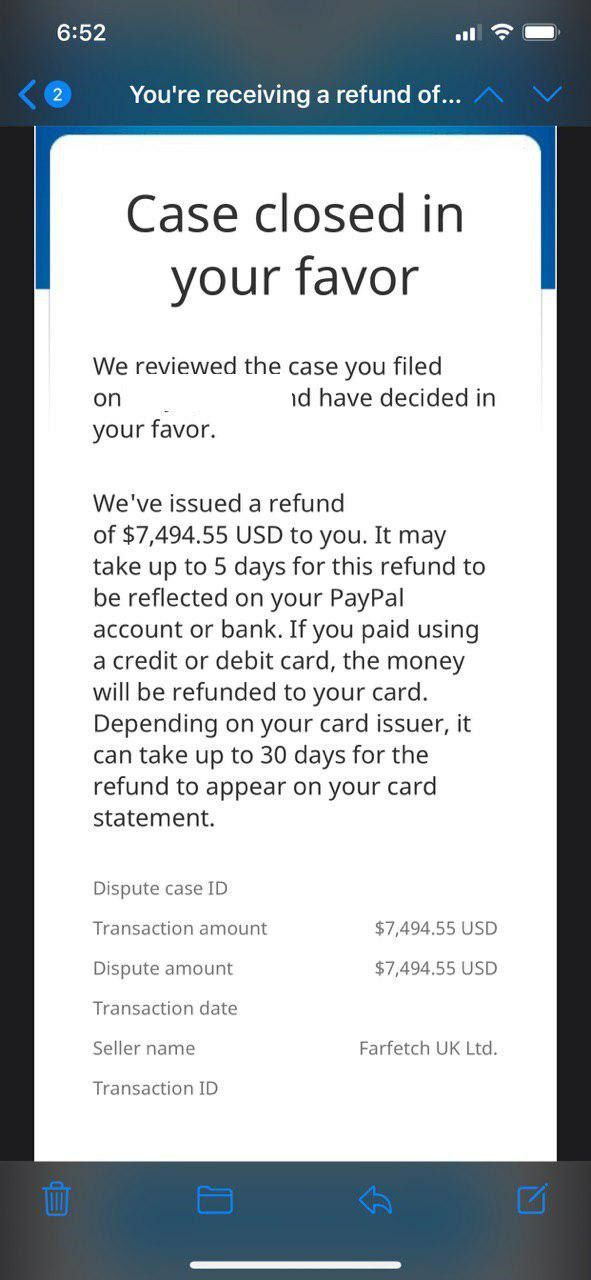 6:52
2
You're receiving a refund of...
Case closed in
your favor
We reviewed the case you filed
on have decided in
your favor.
We've issued a refund
of $7,494.55 USD to you. It may
take up to 5 days for this refund to
be reflected on your PayPal
account or bank. If you paid using
a credit or debit card, the money
will be refunded to your card.
Depending on your card issuer, it
can take up to 30 days for the
refund to appear on your card
statement.
Dispute case ID
Transaction amount $7,494.55 USD
Dispute amount $7,494.55 USD
Transaction date
Seller name Farfetch UK Ltd.
Transaction ID